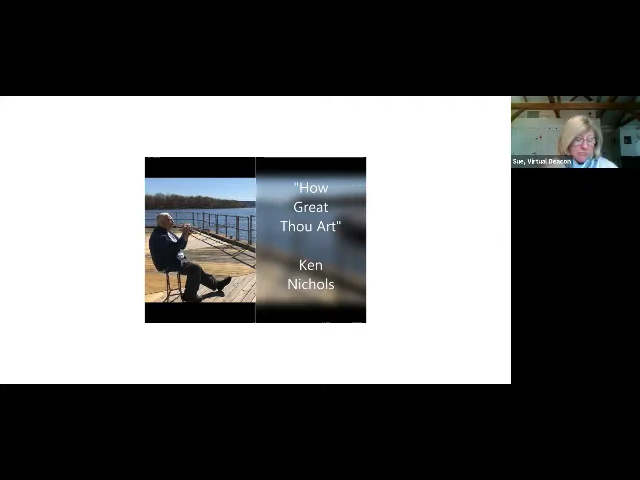 "How
Great
Thou Art"
Ken
Nichols
Sue, Virtual Deacon